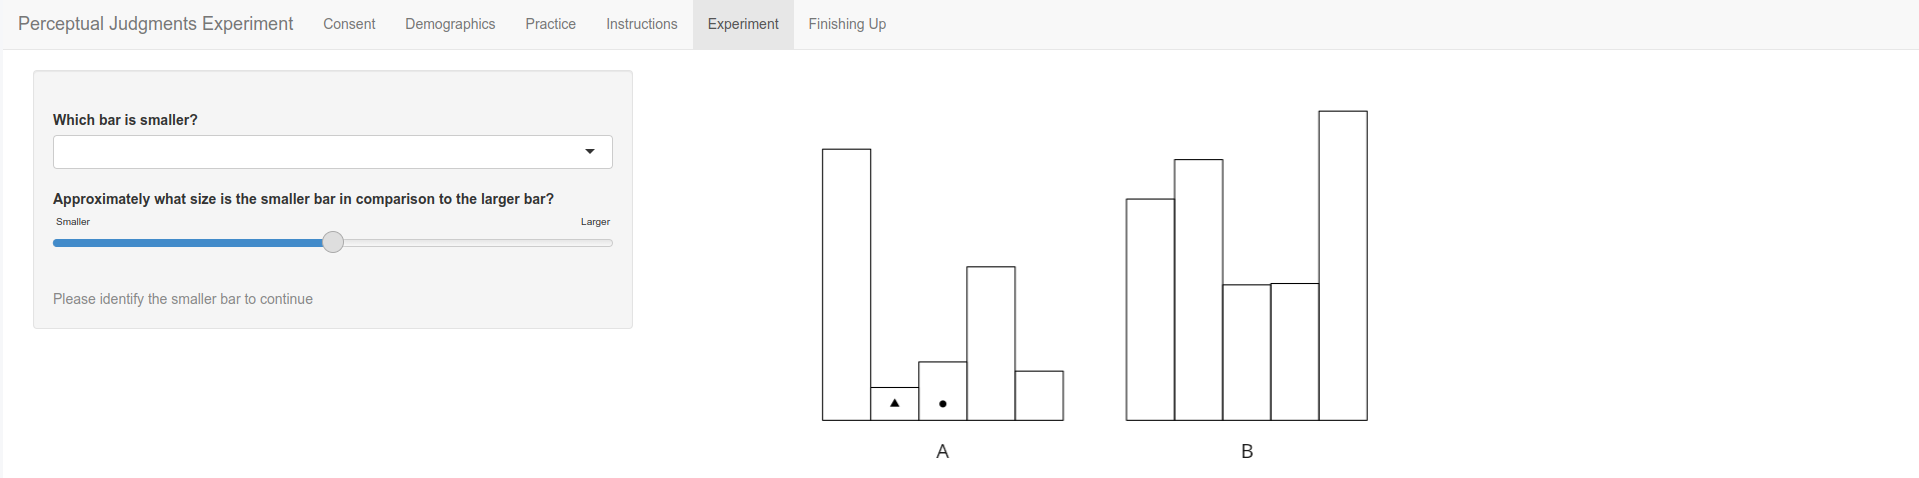 Perceptual Judgments Experiment Consent Demographics Practice Instructions Experiment Finishing Up
Which bar is smaller?
Approximately what size is the smaller bar in comparison to the larger bar?
Smaller Larger
Please identify the smaller bar to continue
A B